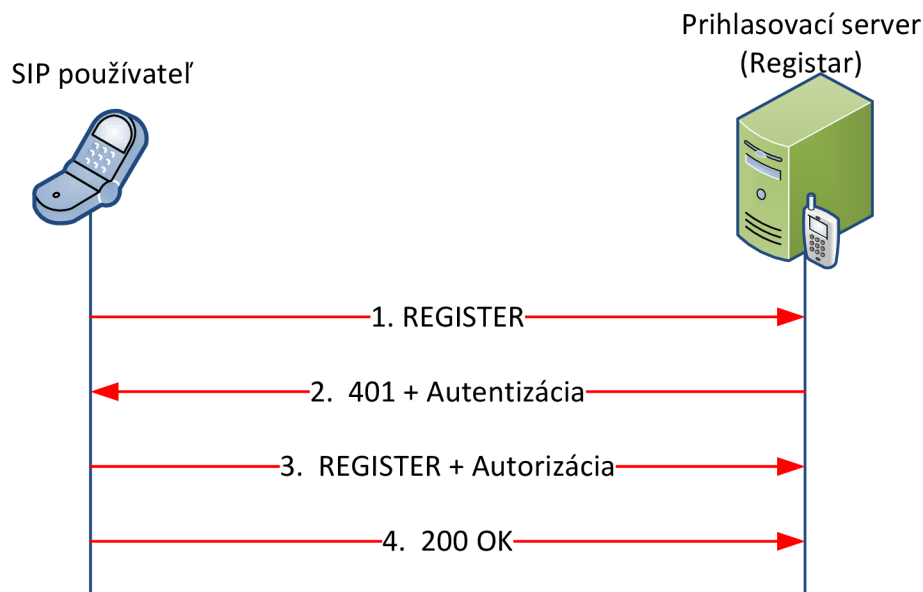 Prihlasovací server
(Registar)
SIP používateľ
1. REGISTER
2. 401 + Autentizácia
3. REGISTER + Autorizácia
4. 200 OK